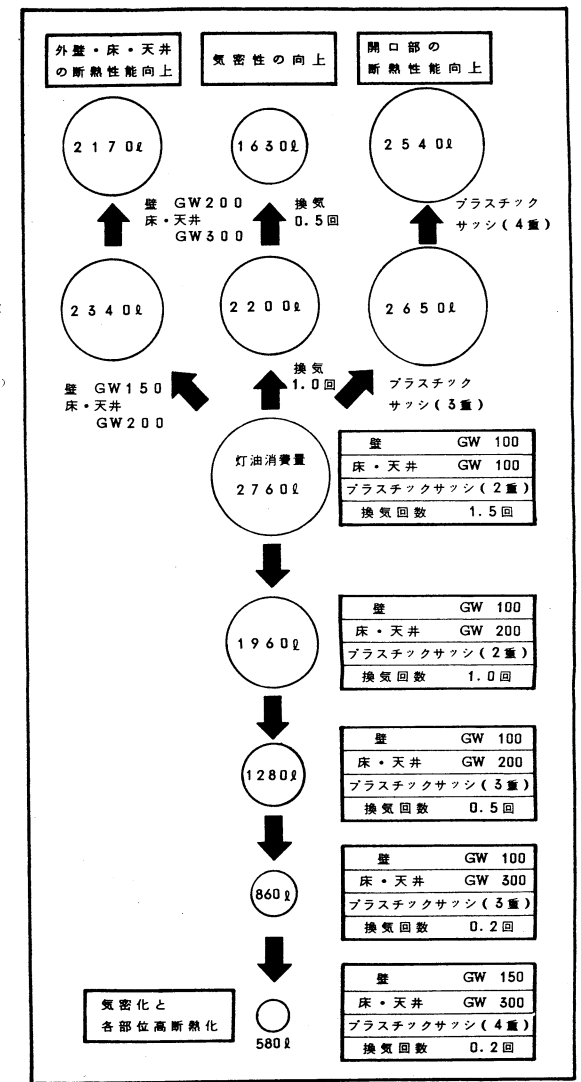 外壁・床・天井
の断熱性能向上
気密性の向上
開口部の
断熱性能向上
2170ℓ
1630ℓ
2540ℓ
壁 GW200
床・天井
GW300
換気
0.5回
プラスチック
サッシ(4重)
2340ℓ
2200ℓ
2650ℓ
壁 GW150
床・天井
GW200
換気
1.0回
プラスチック
サッシ(3重)
灯油消費量
2760ℓ
壁 GW 100
床・天井 GW 100
プラスチックサッシ(2重)
換気回数 1.5回
1960ℓ
壁 GW 100
床・天井 GW 200
プラスチックサッシ(2重)
換気回数 1.0回
1280ℓ
壁 GW 100
床・天井 GW 200
プラスチックサッシ(3重)
換気回数 0.5回
860ℓ
壁 GW 100
床・天井 GW 300
プラスチックサッシ(3重)
換気回数 0.2回
気密化と
各部位高断熱化
580ℓ
壁 GW 150
床・天井 GW 300
プラスチックサッシ(4重)
換気回数 0.2回